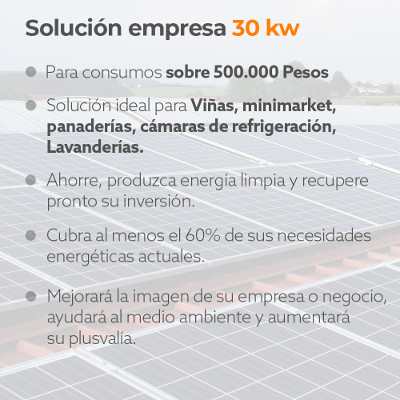 Solución empresa 30 kw
Para consumos sobre 500.000 Pesos
Solución ideal para Viñas, minimarket,
panaderías, cámaras de refrigeración,
Lavanderías.
Ahorre, produzca energía limpia y recupere
pronto su inversión.
Cubra al menos el 60% de sus necesidades
energéticas actuales.
Mejorará la imagen de su empresa o negocio,
ayudará al medio ambiente y aumentará
su plusvalía.